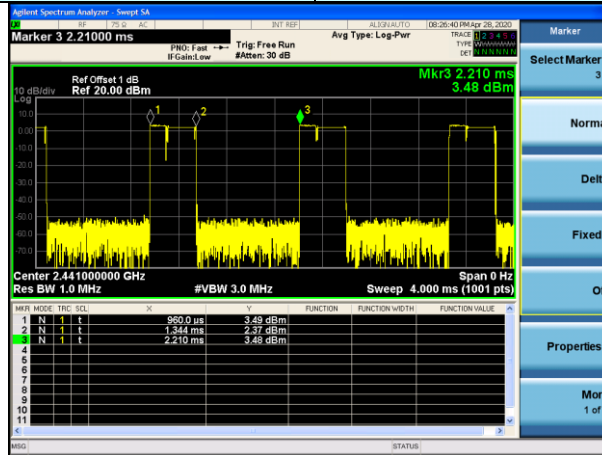 Agilent Spectrum Analyzer - Swept SA
RF 75 Ω AC INT REF ALIGNAUTO 08:26:40 PM Apr 28, 2020
Marker 3 2.21000 ms
PNO: Fast
IFGain:Low
Trig: Free Run
#Atten: 30 dB
Avg Type: Log-Pwr
TRACE 1 2 3 4 5 6
TYPE WWWWWW
DET N N N N N N
Ref Offset 1 dB
10 dB/div Ref 20.00 dBm
Log
Mkr3 2.210 ms
3.48 dBm
1 2 3
10.0
0.00
-10.0
-20.0
-30.0
-40.0
-50.0
-60.0
-70.0
Center 2.441000000 GHz Span 0 Hz
Res BW 1.0 MHz #VBW 3.0 MHz Sweep 4.000 ms (1001 pts)
MKR MODE TRC SCL X Y FUNCTION FUNCTION WIDTH FUNCTION VALUE
1 N 1 t 960.0 µs 3.49 dBm
2 N 1 t 1.344 ms 2.37 dBm
3 N 1 t 2.210 ms 3.48 dBm
4
5
6
7
8
9
10
11
MSG STATUS
Marker
Select Marker
3
Norma
Delt
Fixed
O
Properties
Mor
1 of